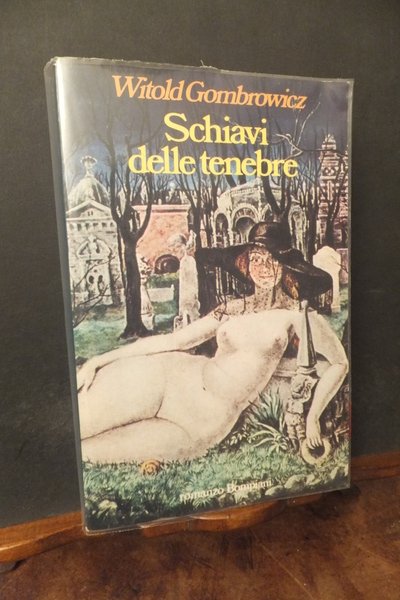 Witold Gombrowicz
Schiavi
delle tenebre
romanzo Bompiani